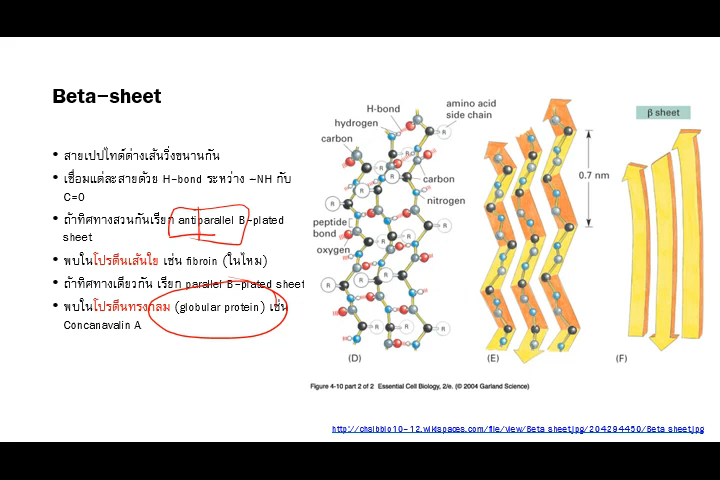 Beta-sheet
• สายเปปไทด์ต่างเส้นวิ่งขนานกัน
• เชื่อมแต่ละสายด้วย H-bond ระหว่าง -NH กับ
C=O
• ถ้าทิศทางสวนกันเรียก antiparallel B-plated
sheet
• พบในโปรตีนเส้นใย เช่น fibroin (ในไหม)
• ถ้าทิศทางเดียวกัน เรียก parallel B-plated sheet
• พบในโปรตีนทรงกลม (globular protein) เช่น
Concanavalin A
H-bond
amino acid
side chain
hydrogen
carbon
R
R
R
R
carbon
nitrogen
R
R
peptide
bond
oxygen
R
R
R
R
R
R
(D)
0.7 nm
(E)
β sheet
(F)
Figure 4-10 part 2 of 2 Essential Cell Biology, 2/e. (© 2004 Garland Science)
http://chsibbio10-12.wikispaces.com/file/view/Beta sheet.jpg/204294450/Beta sheet.jpg